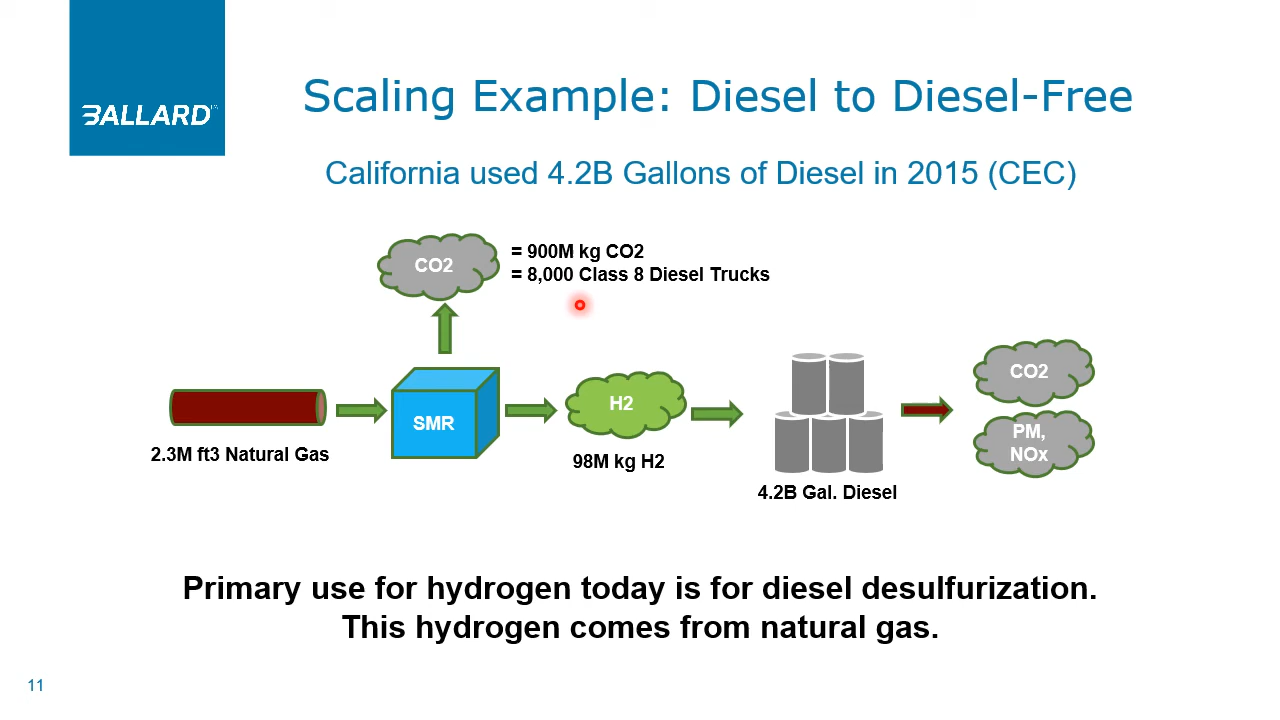 BALLARD™
Scaling Example: Diesel to Diesel-Free
California used 4.2B Gallons of Diesel in 2015 (CEC)
CO2
= 900M kg CO2
= 8,000 Class 8 Diesel Trucks
SMR
H2
CO2
PM,
NOx
2.3M ft3 Natural Gas
98M kg H2
4.2B Gal. Diesel
Primary use for hydrogen today is for diesel desulfurization.
This hydrogen comes from natural gas.
11